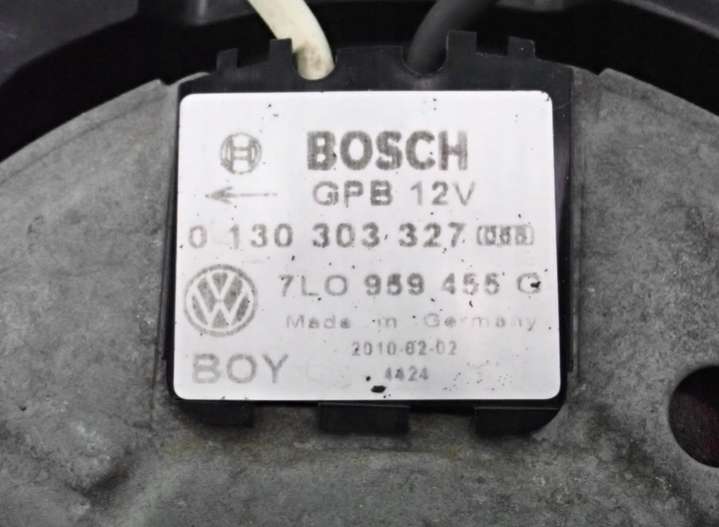 BOSCH
GPB 12V
0 130 303 327
7L0 959 455 G
Made in Germany
2010-02-02
BOY
4424